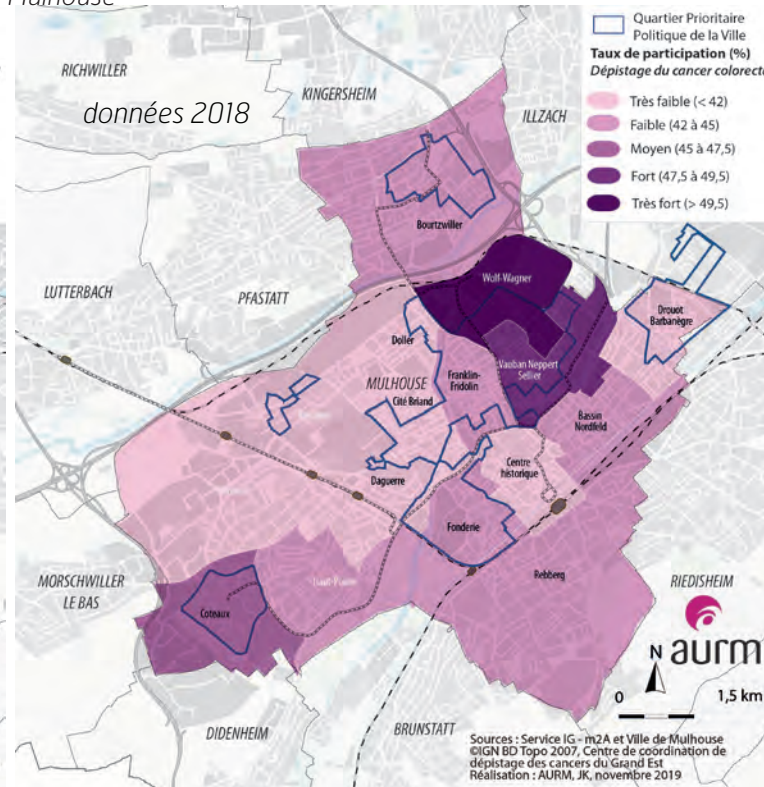 données 2018
Quartier Prioritaire
Politique de la Ville
Taux de participation (%)
Dépistage du cancer colorecta
Très faible (< 42)
Faible (42 à 45)
Moyen (45 à 47,5)
Fort (47,5 à 49,5)
Très fort (> 49,5)
RICHWILLER
KINGERSHEIM
ILLZACH
Bourtzwiller
Wolf-Wagner
LUTTERBACH
PFASTATT
Drouot
Barbanègre
Doller
Vauban Neppert
Sellier
Franklin-
Fridolin
MULHOUSE
Cité Briand
Bassin
Nordfeld
Centre
historique
Daguerre
Fonderie
Haut-Poirier
Rebberg
MORSCHWILLER
LE BAS
Coteaux
RIEDISHEIM
aurm
N
0 1,5 km
DIDENHEIM
BRUNSTATT
Sources : Service IG - m2A et Ville de Mulhouse
©IGN BD Topo 2007, Centre de coordination de
dépistage des cancers du Grand Est
Réalisation : AURM, JK, novembre 2019